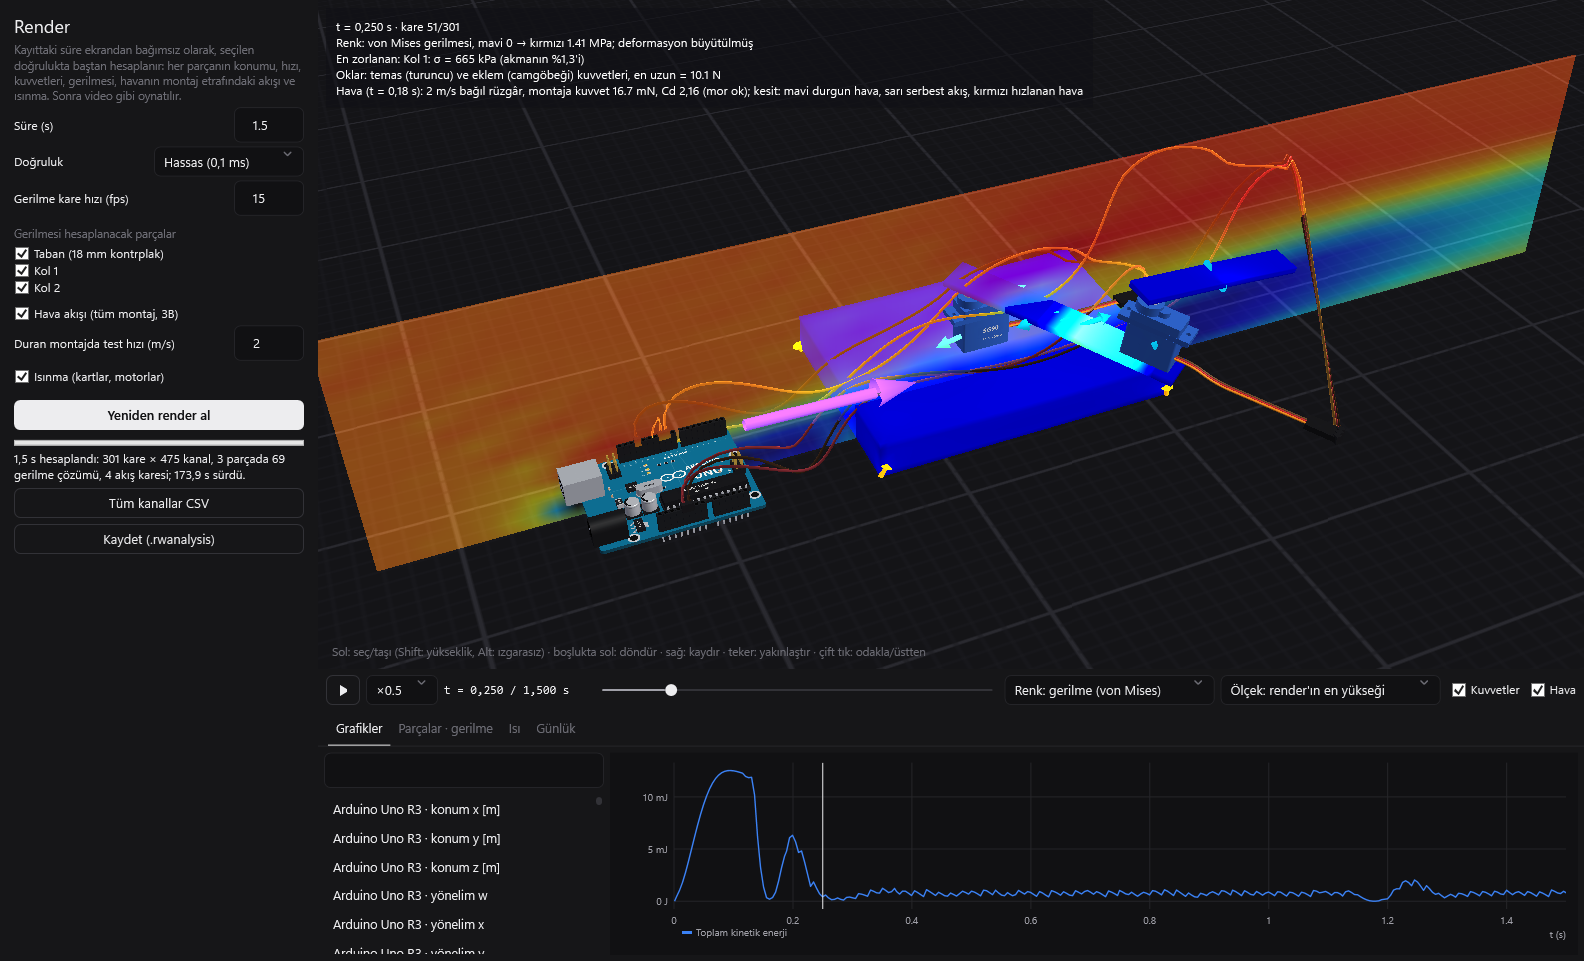 Render
Kayıttaki süre ekrandan bağımsız olarak, seçilen
doğrulukta baştan hesaplanır: her parçanın konumu, hızı,
kuvvetleri, gerilmesi, havanın montaj etrafındaki akışı ve
ısınma. Sonra video gibi oynatılır.
Süre (s) 1.5
Doğruluk Hassas (0,1 ms)
Gerilme kare hızı (fps) 15
Gerilmesi hesaplanacak parçalar
Taban (18 mm kontrplak)
Kol 1
Kol 2
Hava akışı (tüm montaj, 3B)
Duran montajda test hızı (m/s) 2
Isınma (kartlar, motorlar)
Yeniden render al
1,5 s hesaplandı: 301 kare × 475 kanal, 3 parçada 69
gerilme çözümü, 4 akış karesi; 173,9 s sürdü.
Tüm kanallar CSV
Kaydet (.rwanalysis)
t = 0,250 s · kare 51/301
Renk: von Mises gerilmesi, mavi 0 → kırmızı 1.41 MPa; deformasyon büyütülmüş
En zorlanan: Kol 1: σ = 665 kPa (akmanın %1,3'i)
Oklar: temas (turuncu) ve eklem (camgöbeği) kuvvetleri, en uzun = 10.1 N
Hava (t = 0,18 s): 2 m/s bağıl rüzgâr, montaja kuvvet 16.7 mN, Cd 2,16 (mor ok); kesit: mavi durgun hava, sarı serbest akış, kırmızı hızlanan hava
SG90
UNO
Sol: seç/taşı (Shift: yükseklik, Alt: ızgarasız) · boşlukta sol: döndür · sağ: kaydır · teker: yakınlaştır · çift tık: odakla/üstten
×0.5
t = 0,250 / 1,500 s
Renk: gerilme (von Mises)
Ölçek: render'ın en yükseği
Kuvvetler
Hava
Grafikler Parçalar · gerilme Isı Günlük
Arduino Uno R3 · konum x [m]
Arduino Uno R3 · konum y [m]
Arduino Uno R3 · konum z [m]
Arduino Uno R3 · yönelim w
Arduino Uno R3 · yönelim x
Arduino Uno R3 · yönelim y
10 mJ
5 mJ
0 J
0 0.2 0.4 0.6 0.8 1 1.2 1.4
Toplam kinetik enerji
t (s)